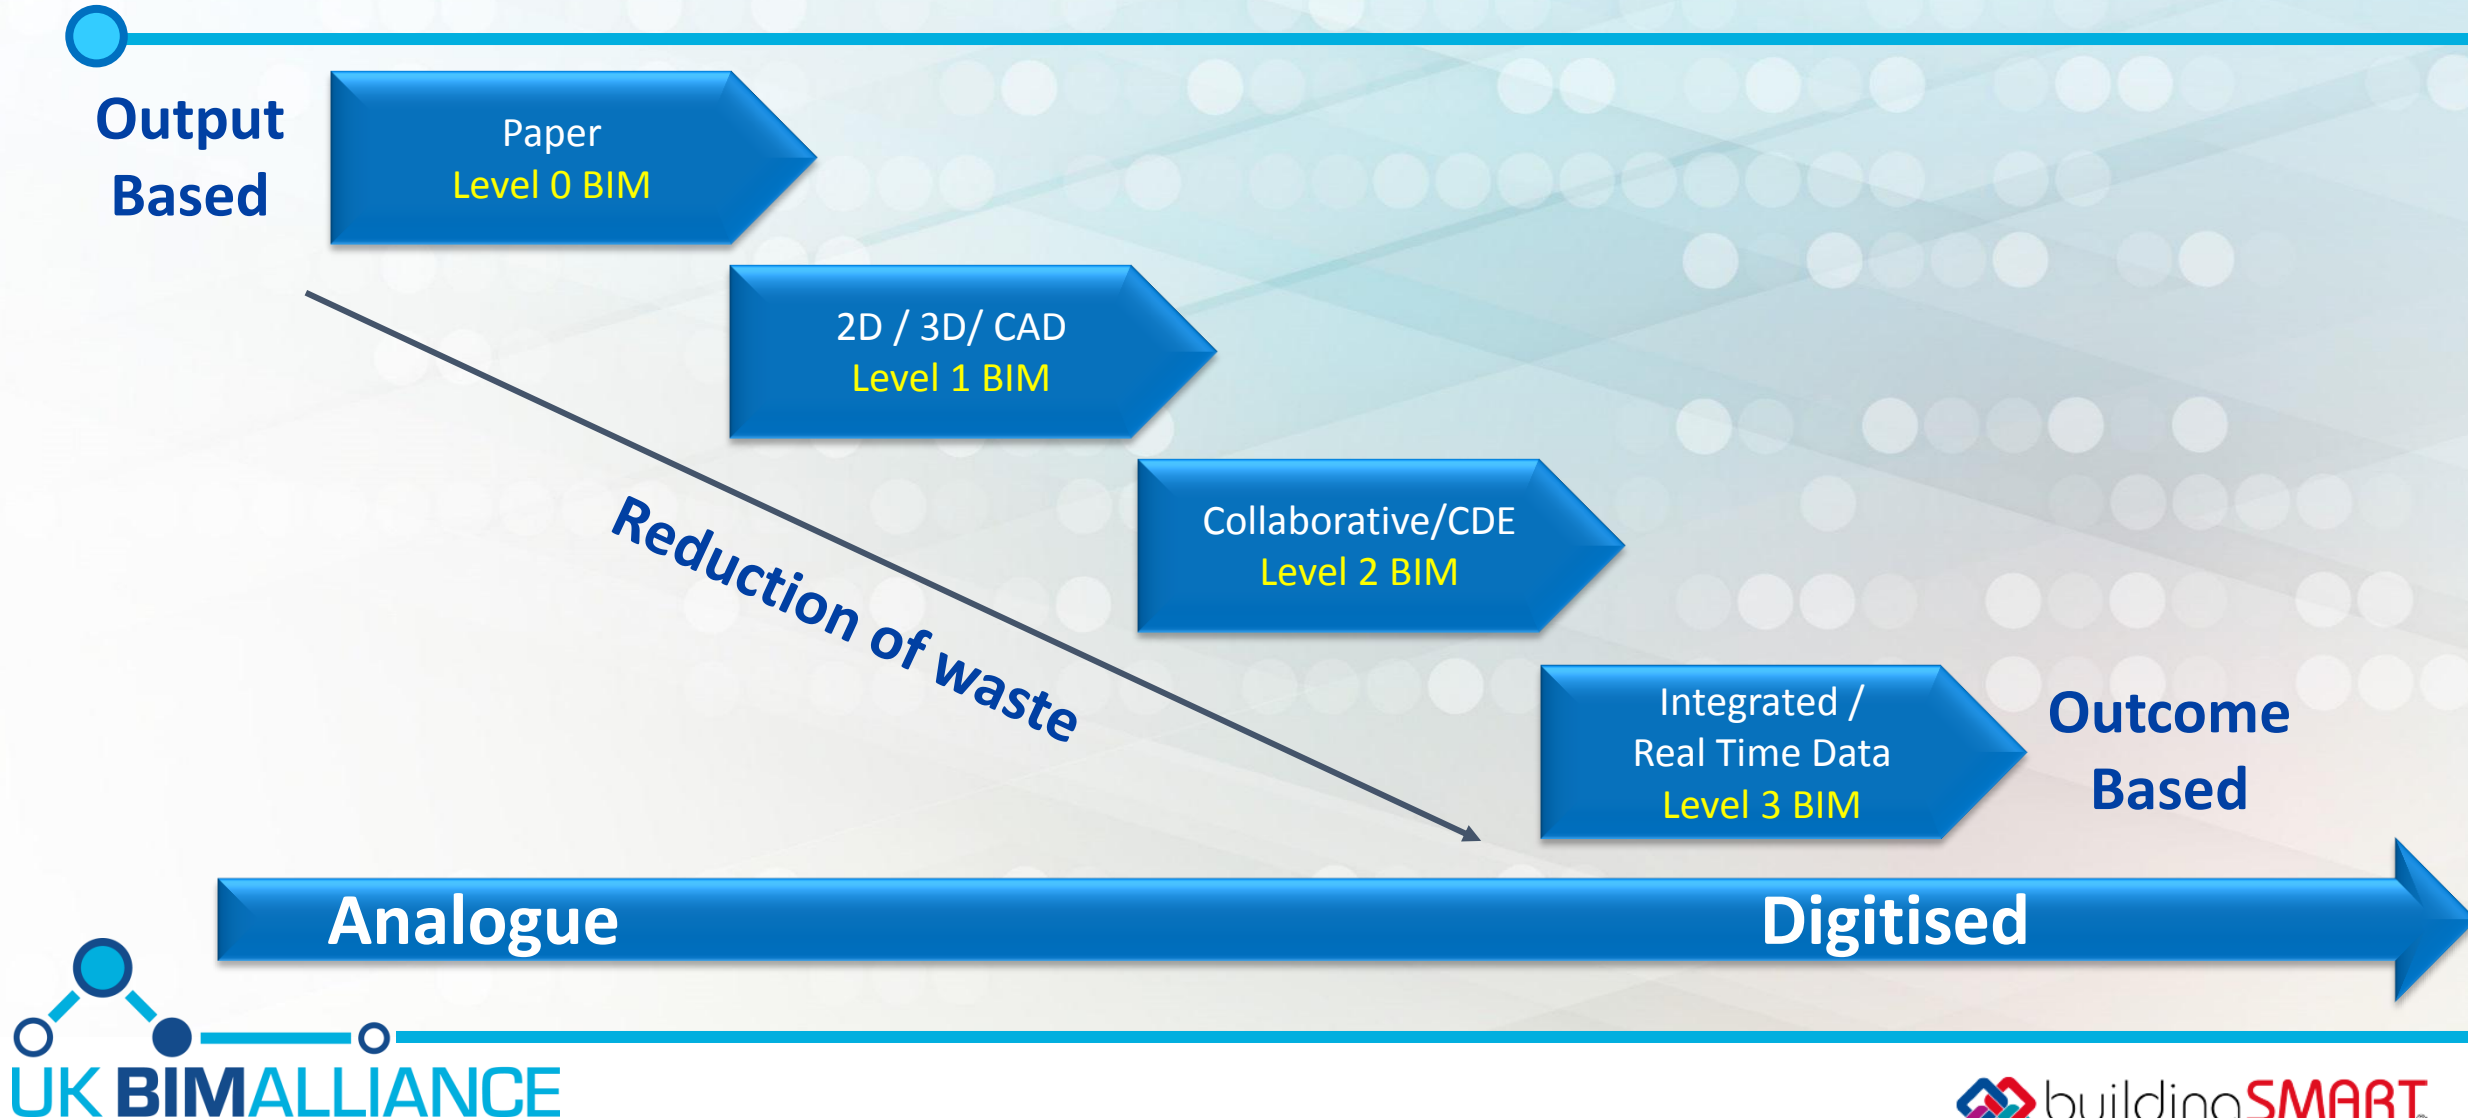 Output
Based
Paper
Level 0 BIM
2D / 3D/ CAD
Level 1 BIM
Collaborative/CDE
Level 2 BIM
Reduction of waste
Integrated /
Real Time Data
Level 3 BIM
Outcome
Based
Analogue
Digitised
UK BIMALLIANCE
buildingSMART